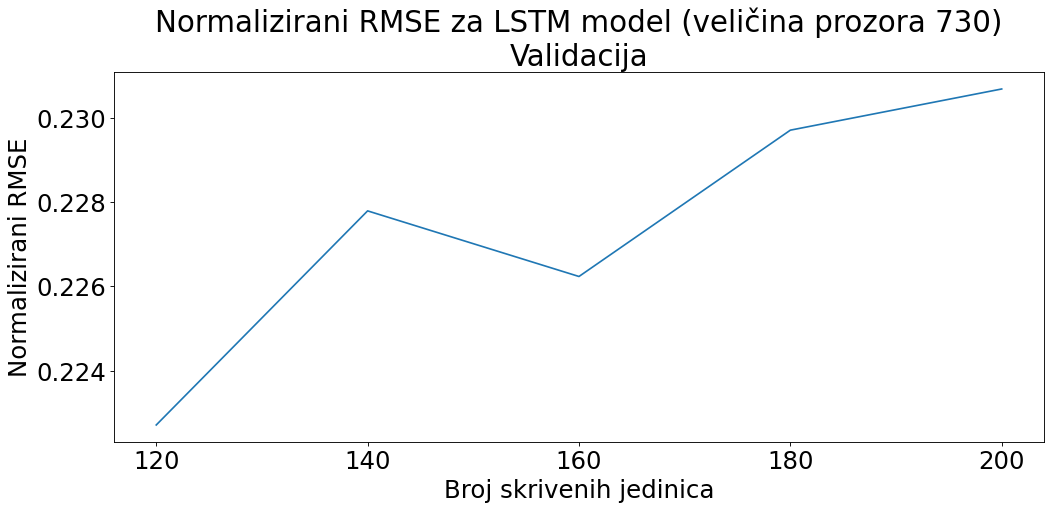 Normalizirani RMSE za LSTM model (veličina prozora 730)
Validacija
Normalizirani RMSE
0.230
0.228
0.226
0.224
120 140 160 180 200
Broj skrivenih jedinica